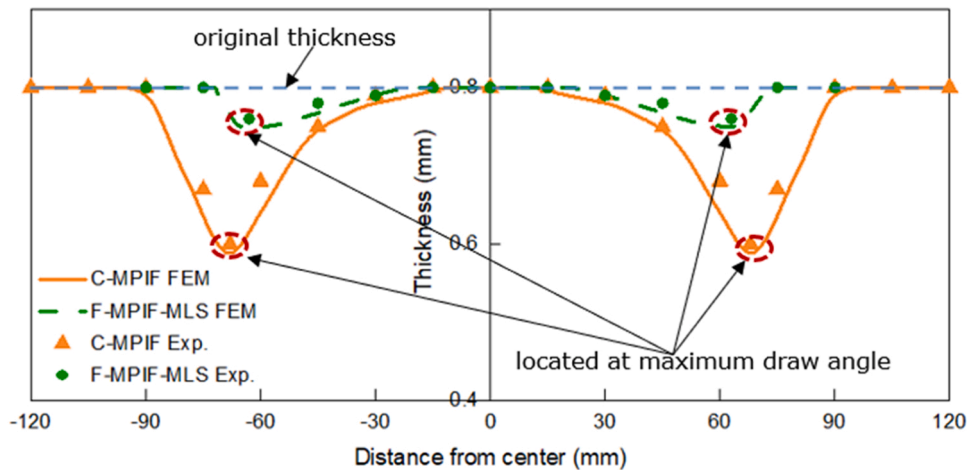 original thickness
0.8
Thickness (mm)
0.6
C-MPIF FEM
F-MPIF-MLS FEM
C-MPIF Exp.
F-MPIF-MLS Exp.
located at maximum draw angle
0.4
-120 -90 -60 -30 0 30 60 90 120
Distance from center (mm)